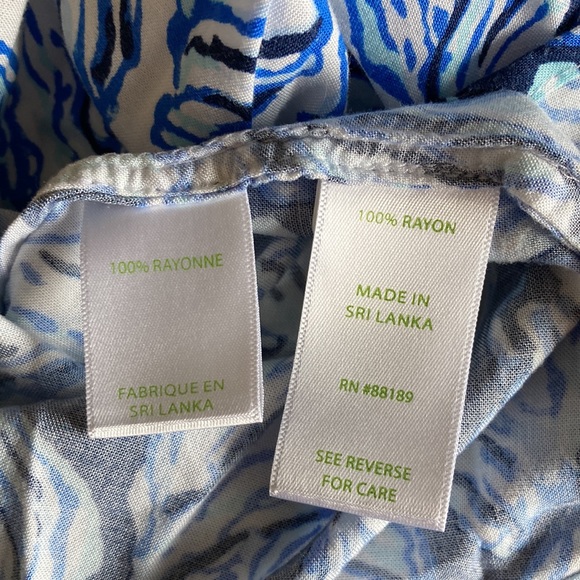 100% RAYONNE
FABRIQUE EN
SRI LANKA
100% RAYON
MADE IN
SRI LANKA
RN #88189
SEE REVERSE
FOR CARE